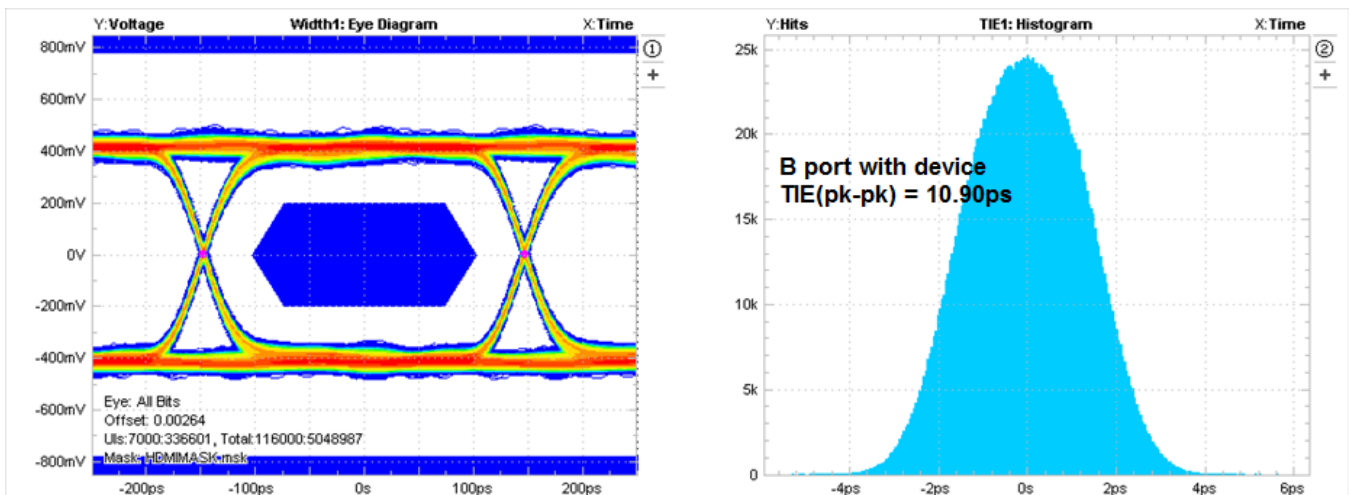 Y:Voltage Width1: Eye Diagram X:Time
800mV
600mV
400mV
200mV
0V
-200mV
-400mV
-600mV
-800mV
Eye: All Bits
Offset: 0.00264
UIs:7000:336601, Total:116000:5048987
Mask: HDMIMASK.msk
-200ps -100ps 0s 100ps 200ps
①
+
Y:Hits TIE1: Histogram X:Time
25k
20k
15k
10k
5k
0
B port with device
TIE(pk-pk) = 10.90ps
-4ps -2ps 0s 2ps 4ps 6ps
②
+